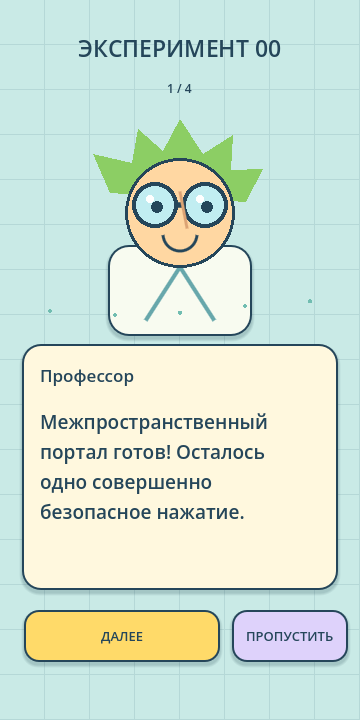 ЭКСПЕРИМЕНТ 00
1 / 4
Профессор
Межпространственный
портал готов! Осталось
одно совершенно
безопасное нажатие.
ДАЛЕЕ
ПРОПУСТИТЬ